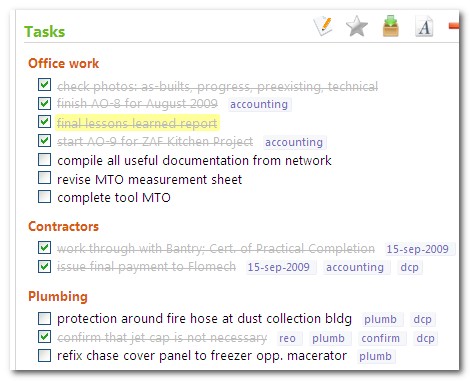 Tasks
A
Office work
check photos: as-builts, progress, preexisting, technical
finish AO-8 for August 2009 accounting
final lessons learned report
start AO-9 for ZAF Kitchen Project accounting
compile all useful documentation from network
revise MTO measurement sheet
complete tool MTO
Contractors
work through with Bantry; Cert. of Practical Completion 15-sep-2009
issue final payment to Flomech 15-sep-2009 accounting dcp
Plumbing
protection around fire hose at dust collection bldg plumb dcp
confirm that jet cap is not necessary reo plumb confirm dcp
refix chase cover panel to freezer opp. macerator plumb